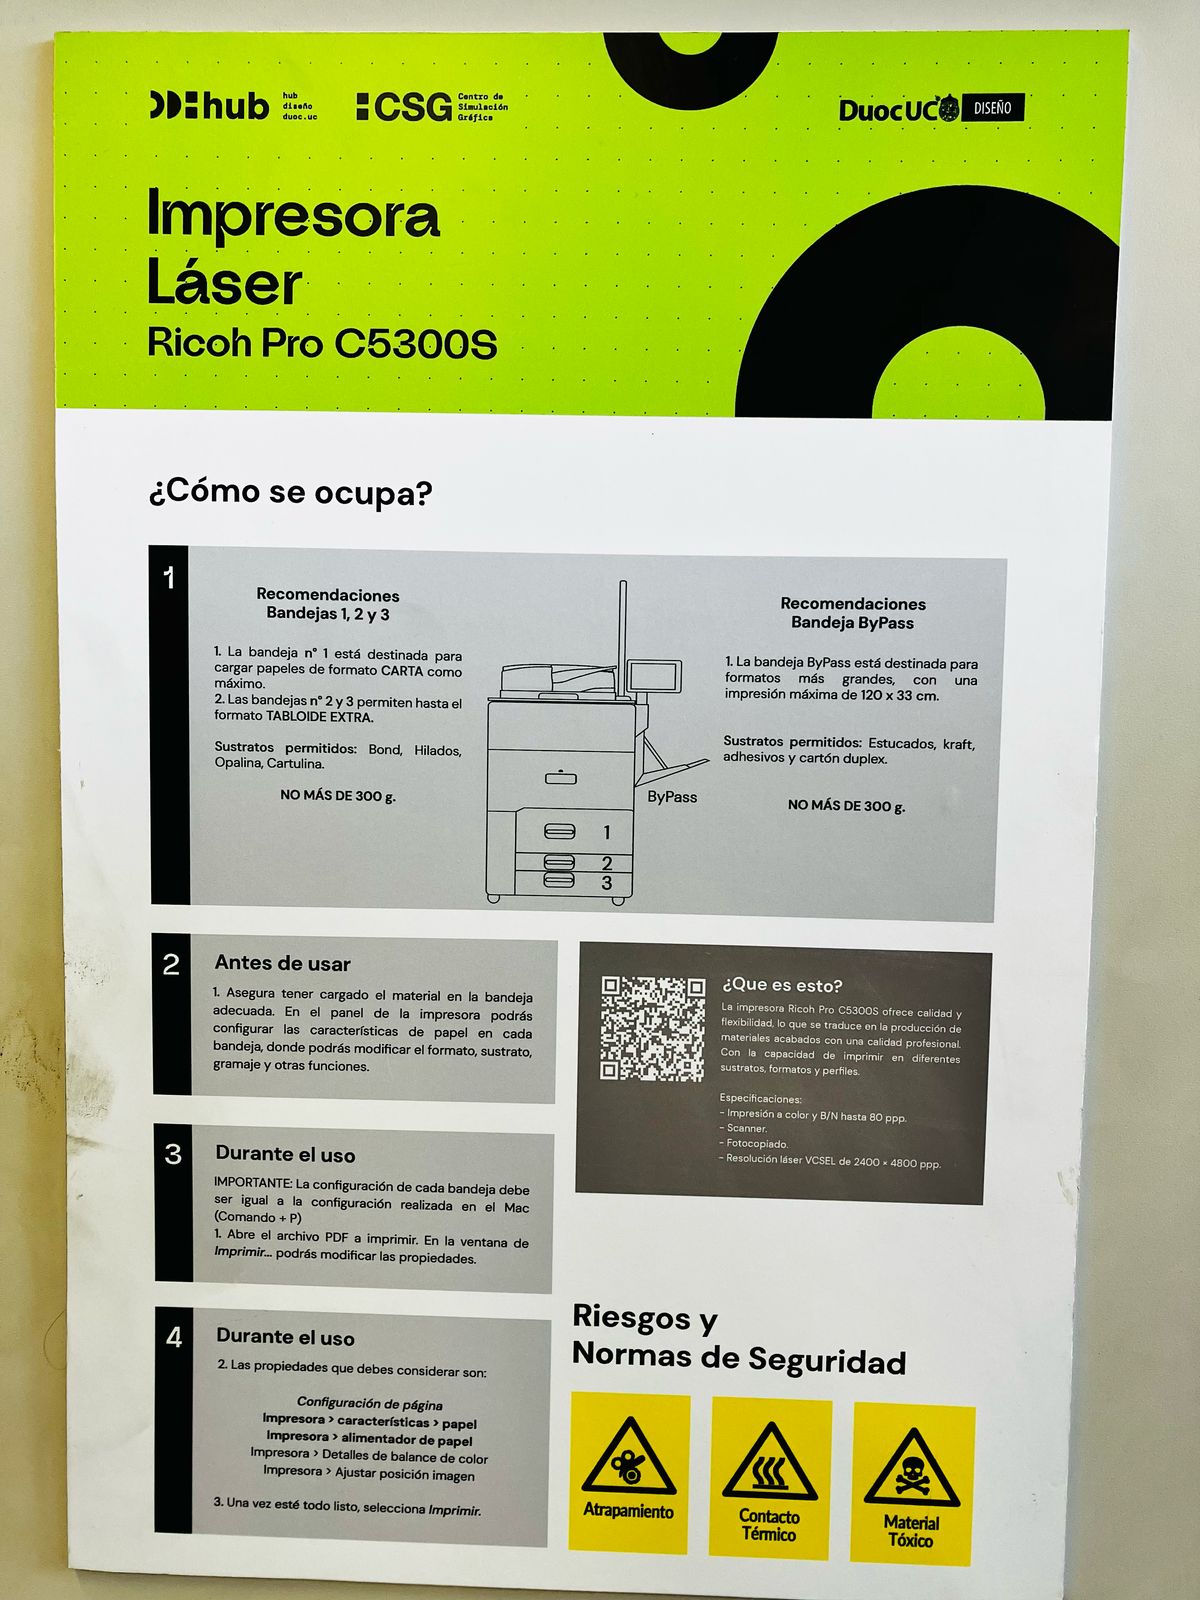 hub
hub
diseño
duoc.uc
CSG
Centro de
Simulación
Gráfica
Duoc UC
DISEÑO
Impresora
Láser
Ricoh Pro C5300S
¿Cómo se ocupa?
1
Recomendaciones
Bandejas 1, 2 y 3
1. La bandeja n° 1 está destinada para
cargar papeles de formato CARTA como
máximo.
2. Las bandejas n° 2 y 3 permiten hasta el
formato TABLOIDE EXTRA.
Sustratos permitidos: Bond, Hilados,
Opalina, Cartulina.
NO MÁS DE 300 g.
ByPass
1
2
3
Recomendaciones
Bandeja ByPass
1. La bandeja ByPass está destinada para
formatos más grandes, con una
impresión máxima de 120 x 33 cm.
Sustratos permitidos: Estucados, kraft,
adhesivos y cartón duplex.
NO MÁS DE 300 g.
2
Antes de usar
1. Asegura tener cargado el material en la bandeja
adecuada. En el panel de la impresora podrás
configurar las características de papel en cada
bandeja, donde podrás modificar el formato, sustrato,
gramaje y otras funciones.
¿Que es esto?
La impresora Ricoh Pro C5300S ofrece calidad y
flexibilidad, lo que se traduce en la producción de
materiales acabados con una calidad profesional.
Con la capacidad de imprimir en diferentes
sustratos, formatos y perfiles.
Especificaciones:
- Impresión a color y B/N hasta 80 ppp.
- Scanner.
- Fotocopiado.
- Resolución láser VCSEL de 2400 × 4800 ppp.
3
Durante el uso
IMPORTANTE: La configuración de cada bandeja debe
ser igual a la configuración realizada en el Mac
(Comando + P)
1. Abre el archivo PDF a imprimir. En la ventana de
Imprimir... podrás modificar las propiedades.
4
Durante el uso
2. Las propiedades que debes considerar son:
Configuración de página
Impresora > características > papel
Impresora > alimentador de papel
Impresora > Detalles de balance de color
Impresora > Ajustar posición imagen
3. Una vez esté todo listo, selecciona Imprimir.
Riesgos y
Normas de Seguridad
Atrapamiento
Contacto
Térmico
Material
Tóxico